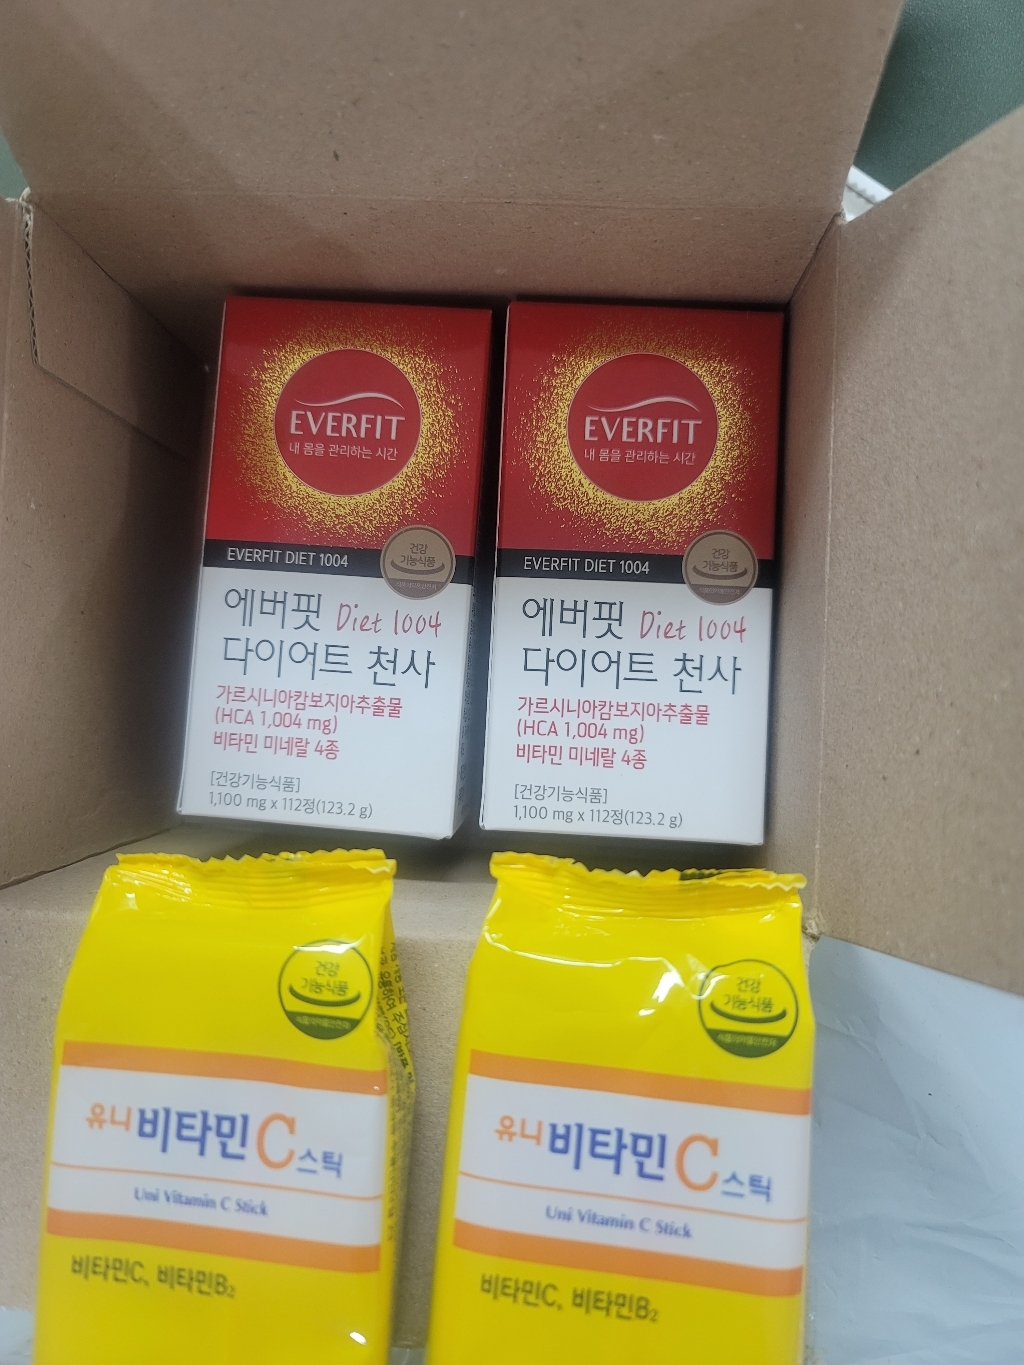 EVERFIT
내 몸을 관리하는 시간
EVERFIT DIET 1004
건강
기능식품
에버핏 Diet 1004
다이어트 천사
가르시니아캄보지아추출물
(HCA 1,004 mg)
비타민 미네랄 4종
[건강기능식품]
1,100 mg x 112정(123.2 g)
EVERFIT
내 몸을 관리하는 시간
EVERFIT DIET 1004
건강
기능식품
에버핏 Diet 1004
다이어트 천사
가르시니아캄보지아추출물
(HCA 1,004 mg)
비타민 미네랄 4종
[건강기능식품]
1,100 mg x 112정(123.2 g)
건강
기능식품
유니비타민C스틱
Uni Vitamin C Stick
비타민C, 비타민B₂
건강
기능식품
유니비타민C스틱
Uni Vitamin C Stick
비타민C, 비타민B₂